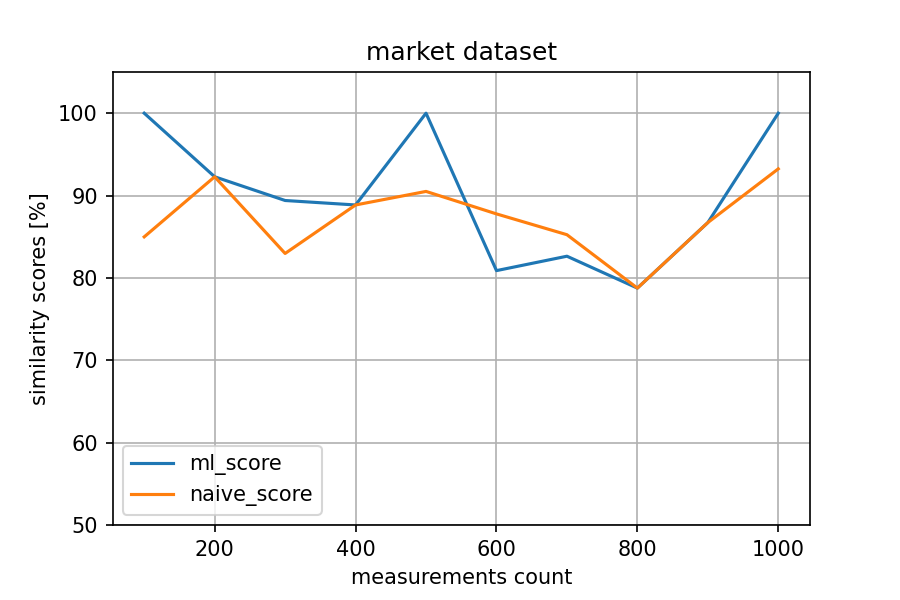 market dataset
similarity scores [%]
100
90
80
70
60
50
ml_score
naive_score
200 400 600 800 1000
measurements count